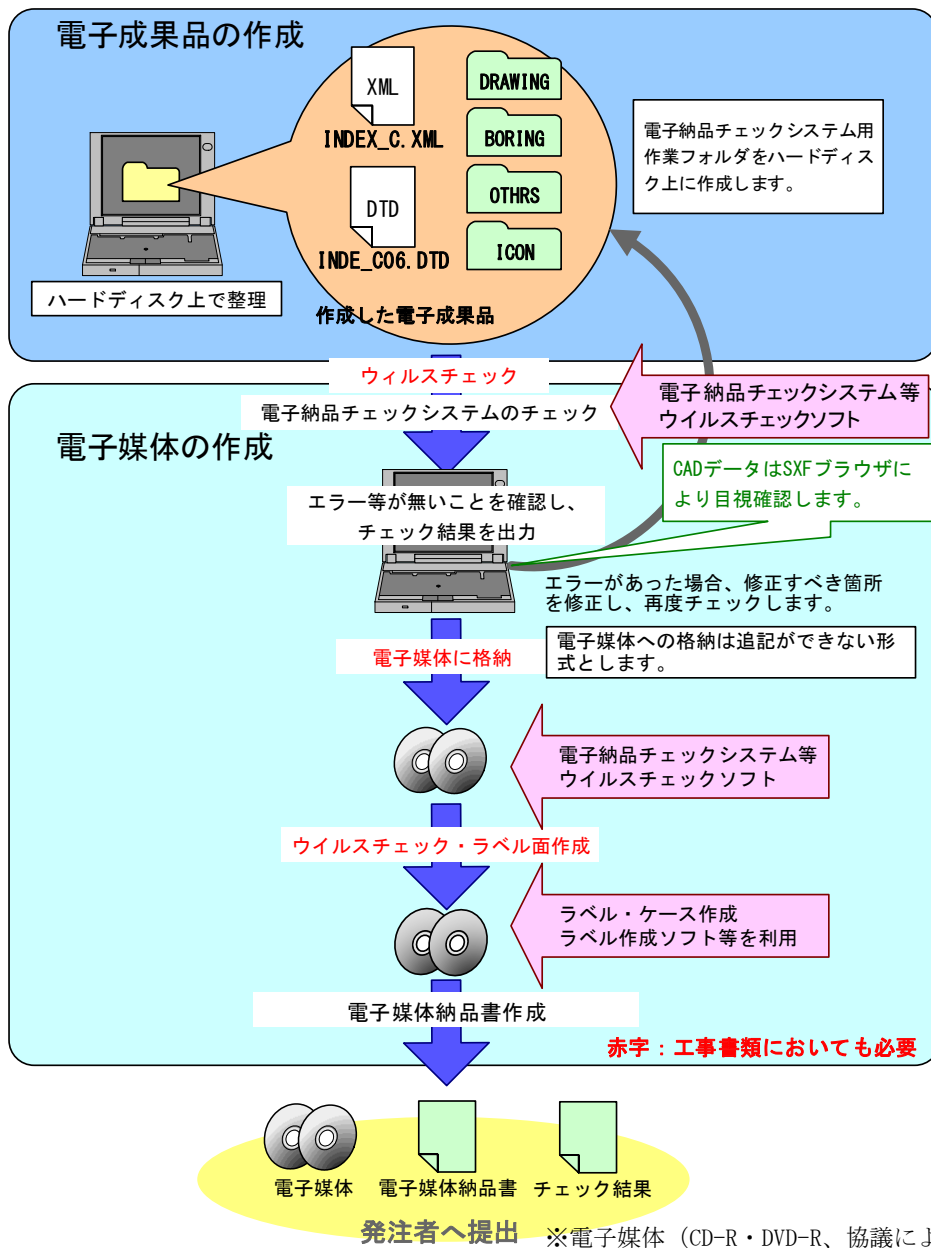 電子成果品の作成
XML
INDEX_C.XML
DTD
INDE_C06.DTD
DRAWING
BORING
OTHRS
ICON
作成した電子成果品
ハードディスク上で整理
電子納品チェックシステム用
作業フォルダをハードディス
ク上に作成します。
ウィルスチェック
電子納品チェックシステムのチェック
電子納品チェックシステム等
ウイルスチェックソフト
電子媒体の作成
CADデータはSXFブラウザに
より目視確認します。
エラー等が無いことを確認し、
チェック結果を出力
エラーがあった場合、修正すべき箇所
を修正し、再度チェックします。
電子媒体に格納
電子媒体への格納は追記ができない形
式とします。
電子納品チェックシステム等
ウイルスチェックソフト
ウイルスチェック・ラベル面作成
ラベル・ケース作成
ラベル作成ソフト等を利用
電子媒体納品書作成
赤字：工事書類においても必要
電子媒体
電子媒体納品書
チェック結果
発注者へ提出
※電子媒体（CD-R・DVD-R、協議によ